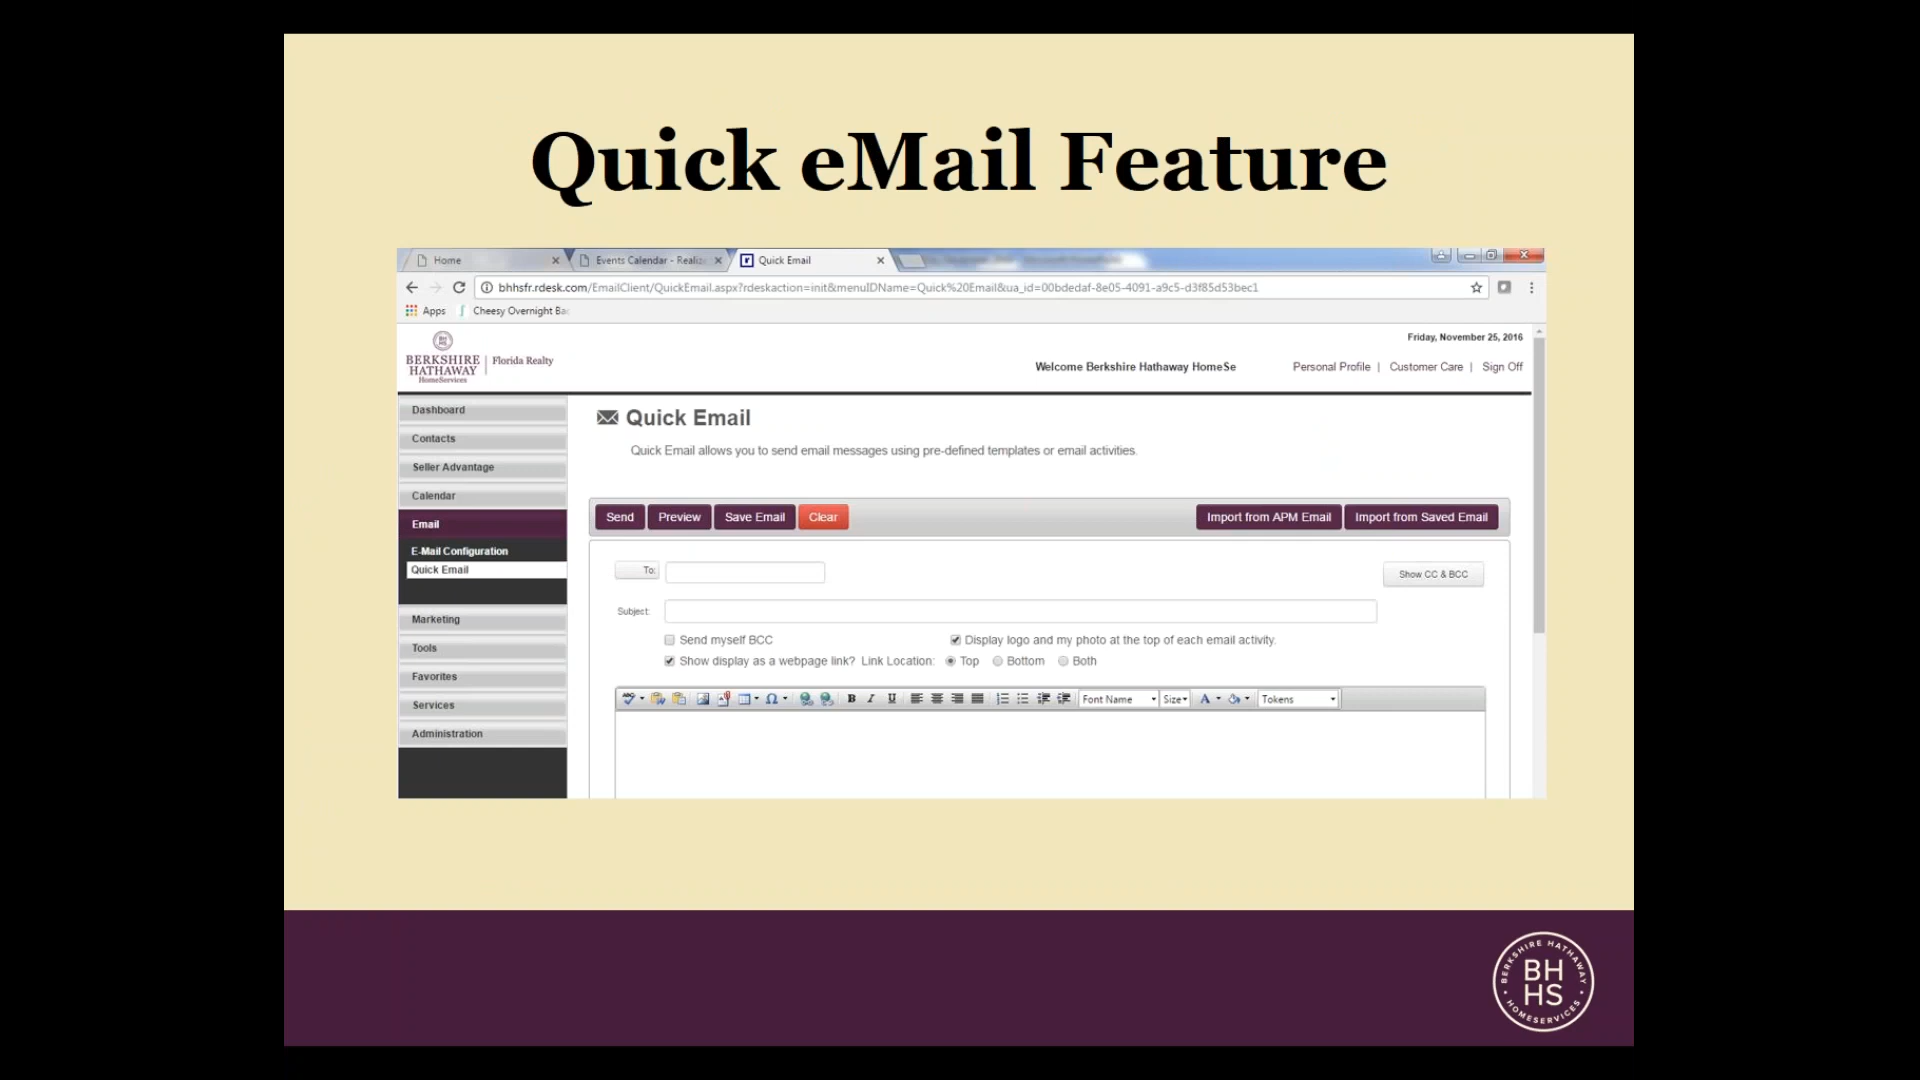 Quick eMail Feature
Home
Events Calendar - Realiz
Quick Email
bhhsfr.rdesk.com/EmailClient/QuickEmail.aspx?rdeskaction=init&menuIDName=Quick%20Email&ua_id=00bdedaf-8e05-4091-a9c5-d3f85d53bec1
Apps
Cheesy Overnight Bac
Friday, November 25, 2016
BH
HS
BERKSHIRE
HATHAWAY
HomeServices
Florida Realty
Welcome Berkshire Hathaway HomeSe
Personal Profile | Customer Care | Sign Off
Dashboard
Contacts
Seller Advantage
Calendar
Email
E-Mail Configuration
Quick Email
Marketing
Tools
Favorites
Services
Administration
Quick Email
Quick Email allows you to send email messages using pre-defined templates or email activities.
Send
Preview
Save Email
Clear
Import from APM Email
Import from Saved Email
To:
Show CC & BCC
Subject:
Send myself BCC
Display logo and my photo at the top of each email activity.
Show display as a webpage link? Link Location: Top Bottom Both
ABC
Ω
B I U
Font Name
Size
A
Tokens
BERKSHIRE HATHAWAY
BH
HS
HOMESERVICES